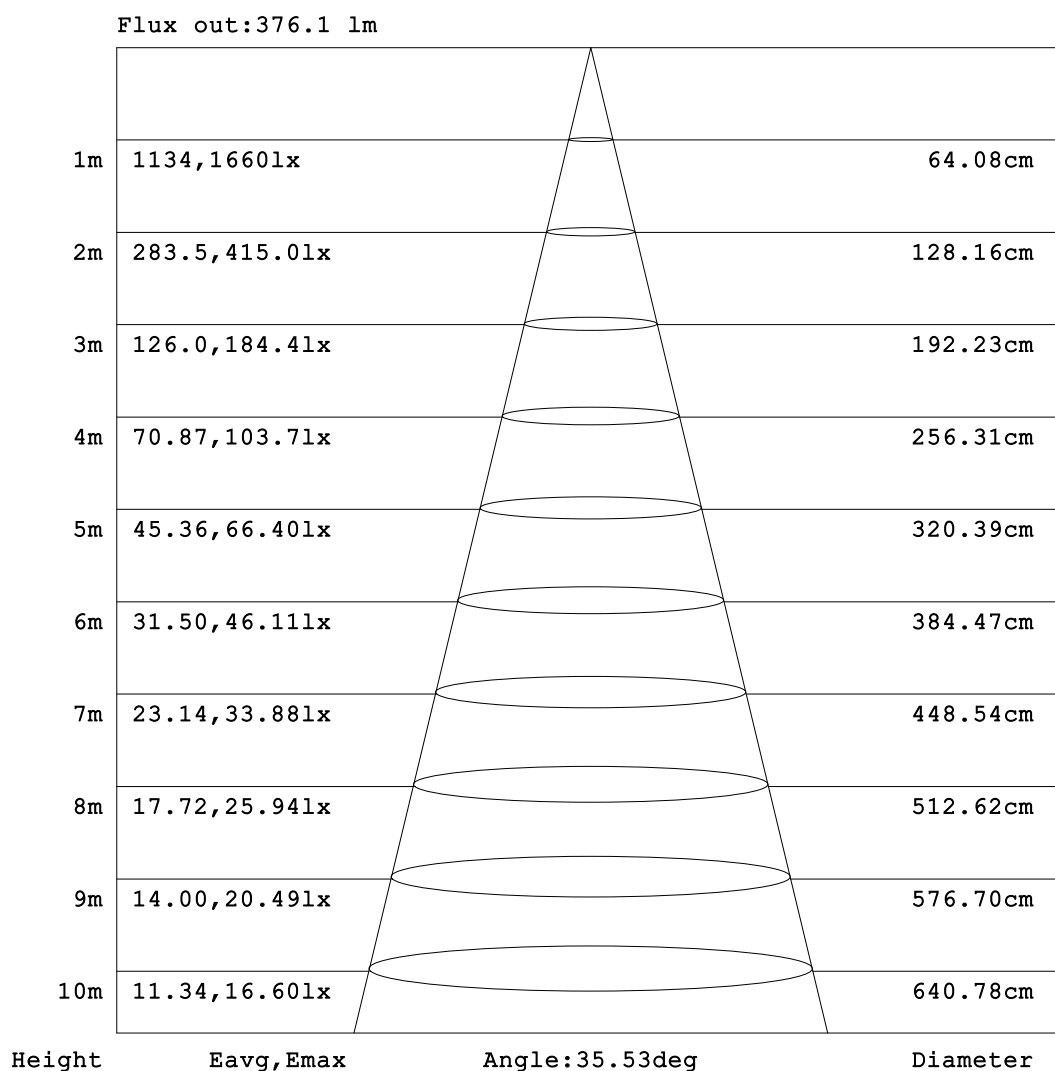 Flux out:376.1 lm
1m 1134,1660lx 64.08cm
2m 283.5,415.0lx 128.16cm
3m 126.0,184.4lx 192.23cm
4m 70.87,103.7lx 256.31cm
5m 45.36,66.40lx 320.39cm
6m 31.50,46.11lx 384.47cm
7m 23.14,33.88lx 448.54cm
8m 17.72,25.94lx 512.62cm
9m 14.00,20.49lx 576.70cm
10m 11.34,16.60lx 640.78cm
Height Eavg,Emax Angle:35.53deg Diameter